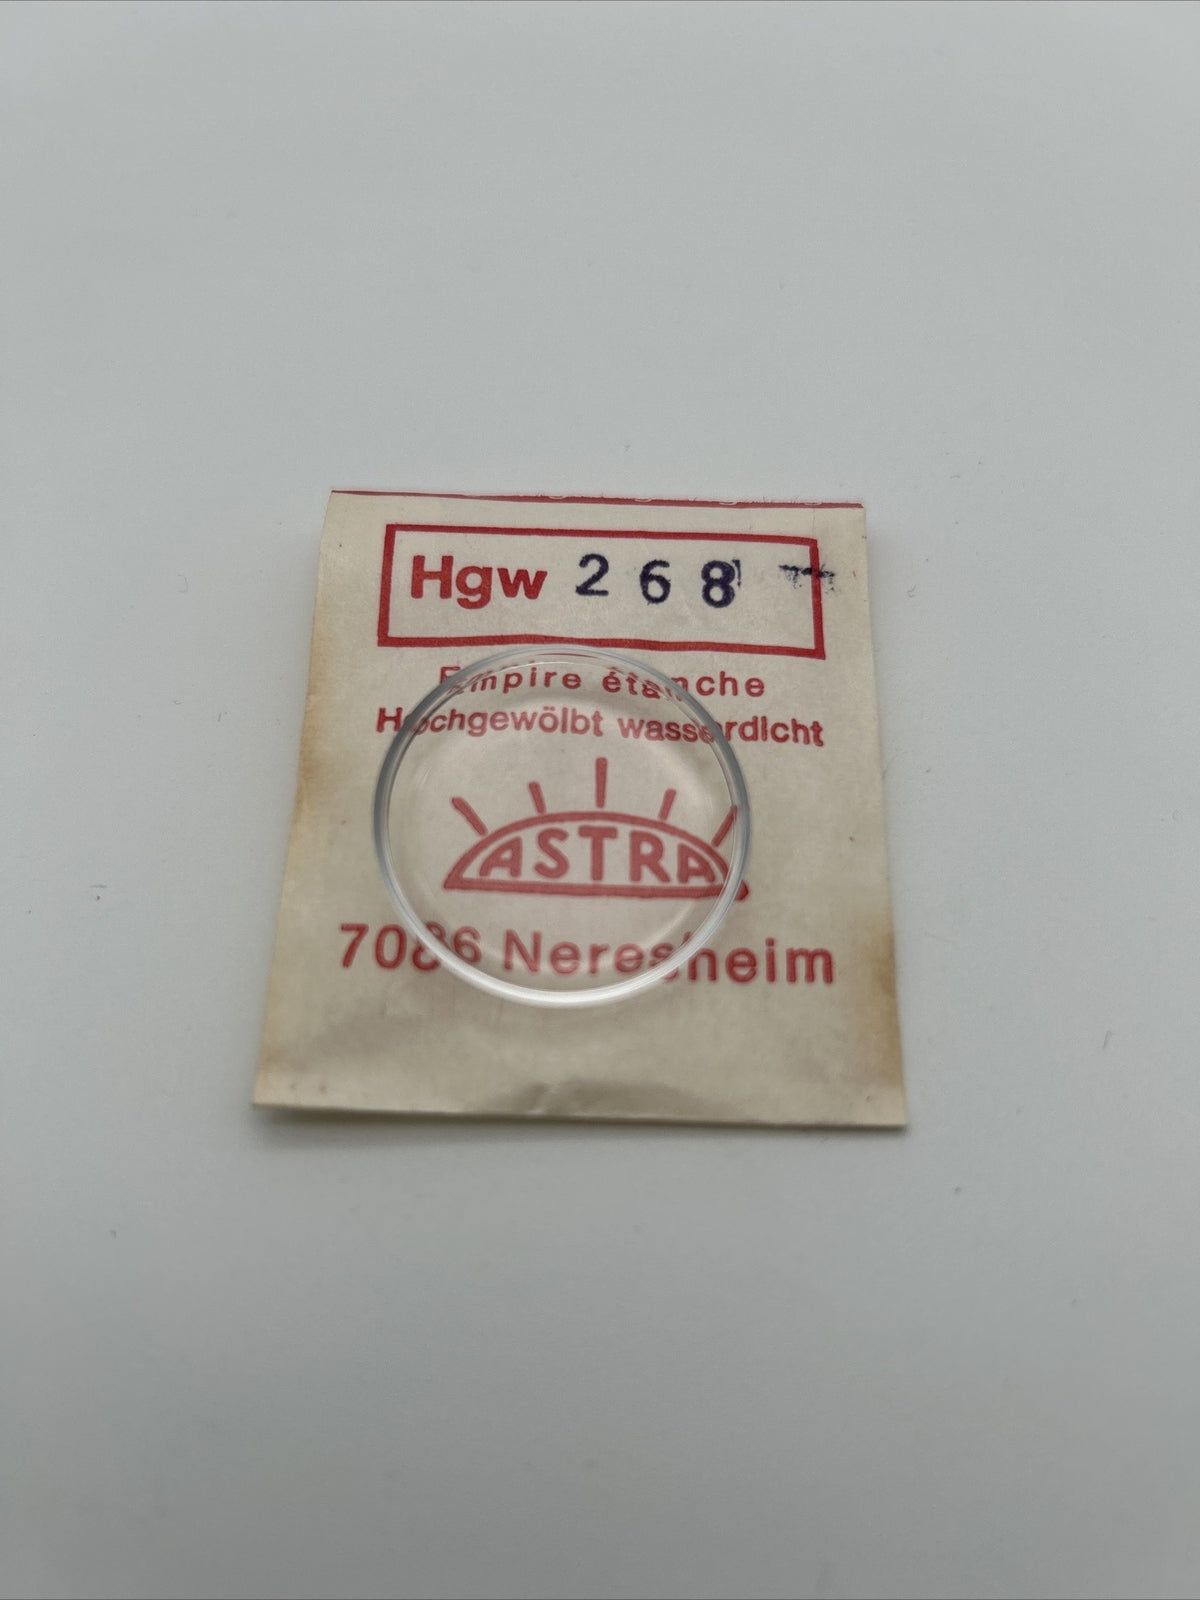 Hgw 268
Empire étanche
Hochgewölbt wasserdicht
ASTRA
7086 Neresheim